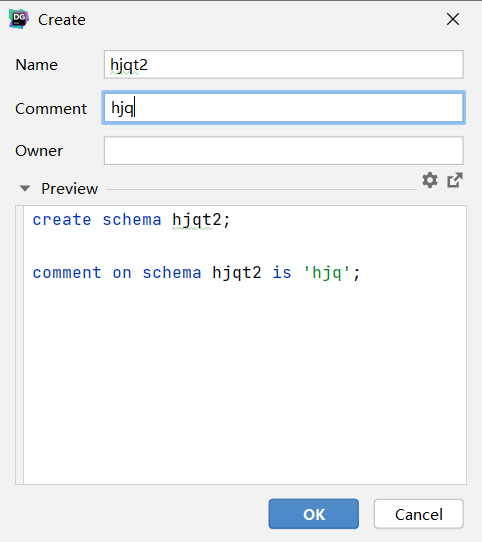 DG Create
Name hjqt2
Comment hjq
Owner
Preview
create schema hjqt2;
comment on schema hjqt2 is 'hjq';
OK Cancel